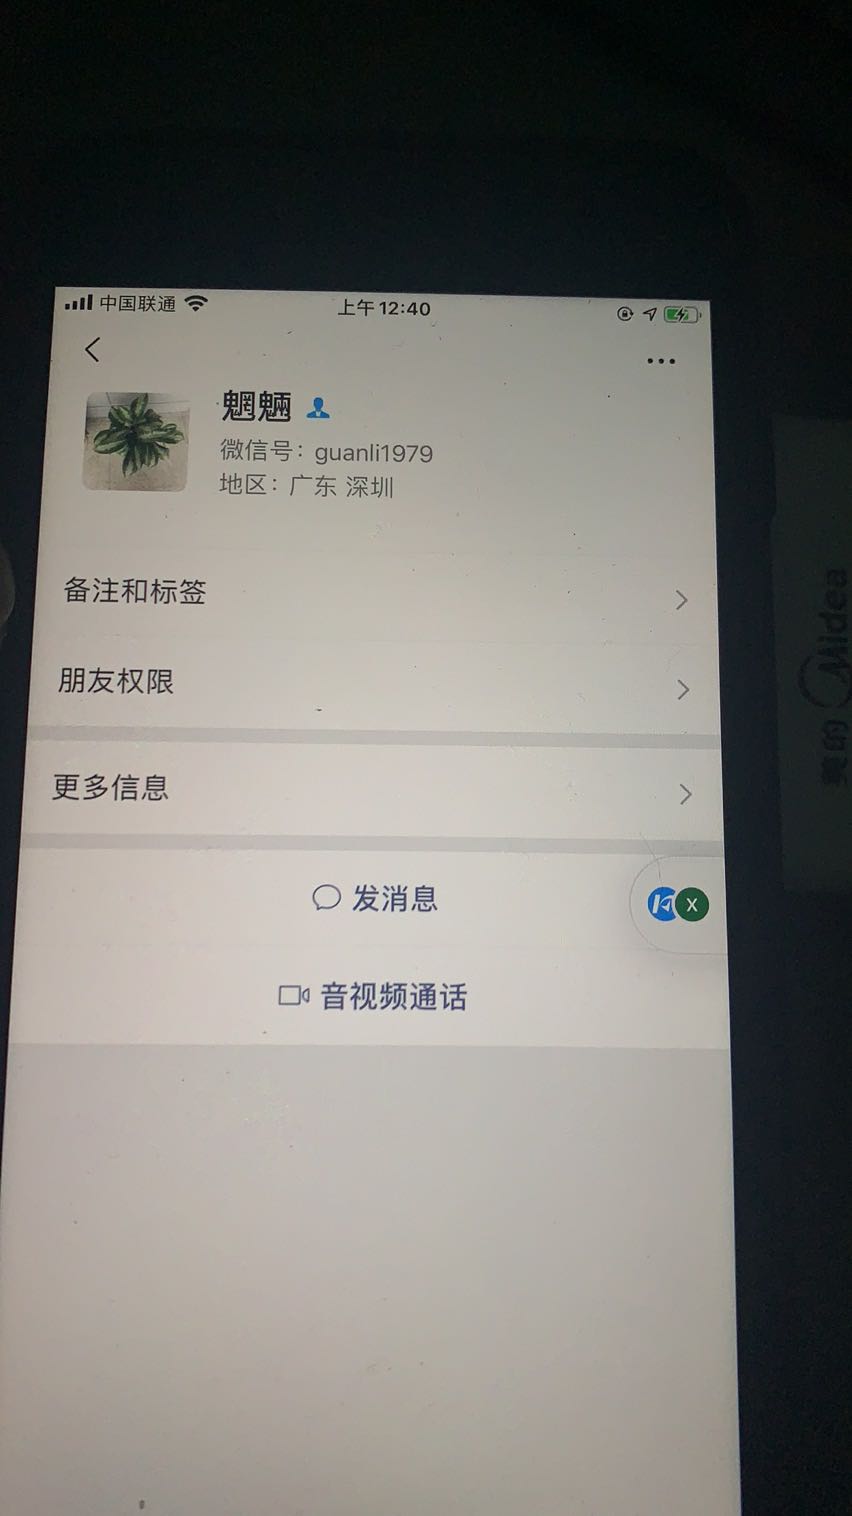 中国联通
上午12:40
魍魉
微信号：guanli1979
地区：广东 深圳
备注和标签
朋友权限
更多信息
X
发消息
音视频通话
美的 Midea